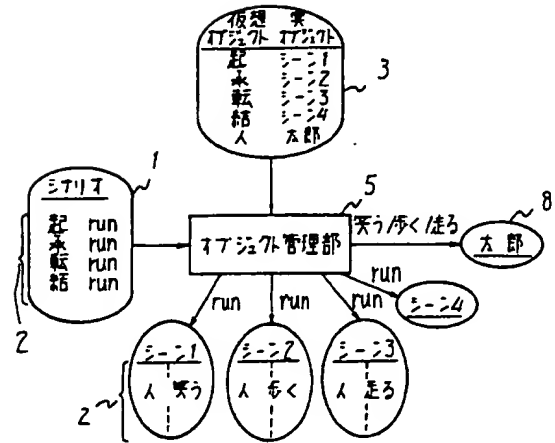 仮想 実
オブジェクト オブジェクト
起 シーン1
承 シーン2
転 シーン3
結 シーン4
人 太郎
3
1
シナリオ
起 run
承 run
転 run
結 run
2
5
オブジェクト管理部
笑う/歩く/走る
8
太郎
run
シーン4
run
run
run
シーン1
人 笑う
シーン2
人 歩く
シーン3
人 走る
2